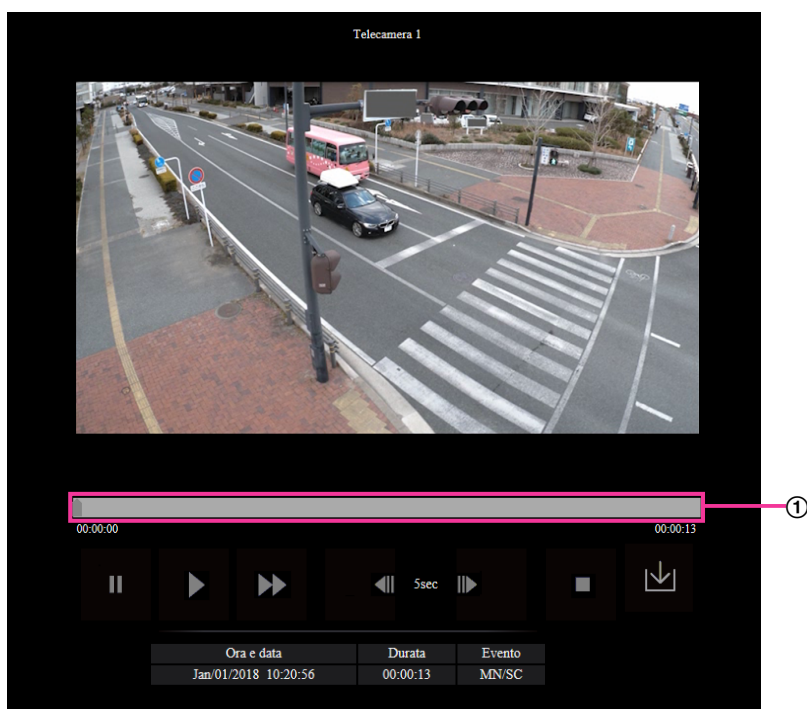 Telecamera 1
①
00:00:00 00:00:13
5sec
Ora e data Durata Evento
Jan/01/2018 10:20:56 00:00:13 MN/SC